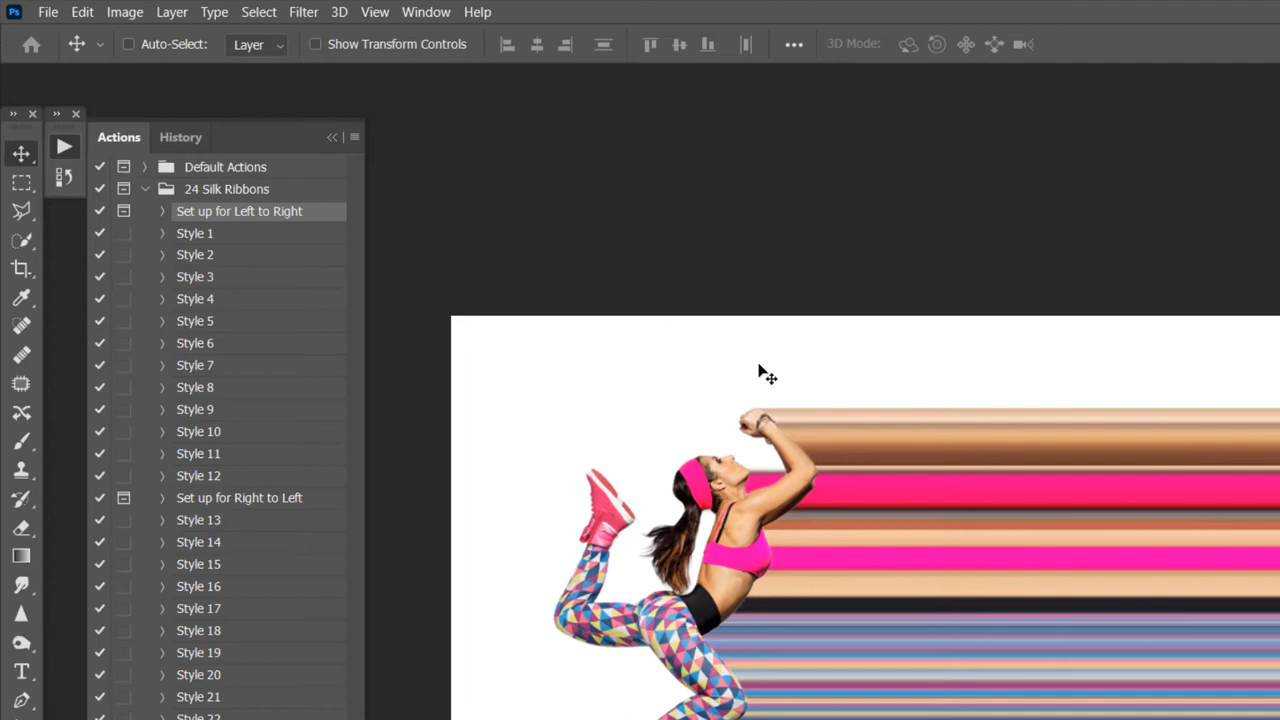 Ps File Edit Image Layer Type Select Filter 3D View Window Help
Auto-Select: Layer Show Transform Controls 3D Mode:
Actions History
Default Actions
24 Silk Ribbons
Set up for Left to Right
Style 1
Style 2
Style 3
Style 4
Style 5
Style 6
Style 7
Style 8
Style 9
Style 10
Style 11
Style 12
Set up for Right to Left
Style 13
Style 14
Style 15
Style 16
Style 17
Style 18
Style 19
Style 20
Style 21
Style 22